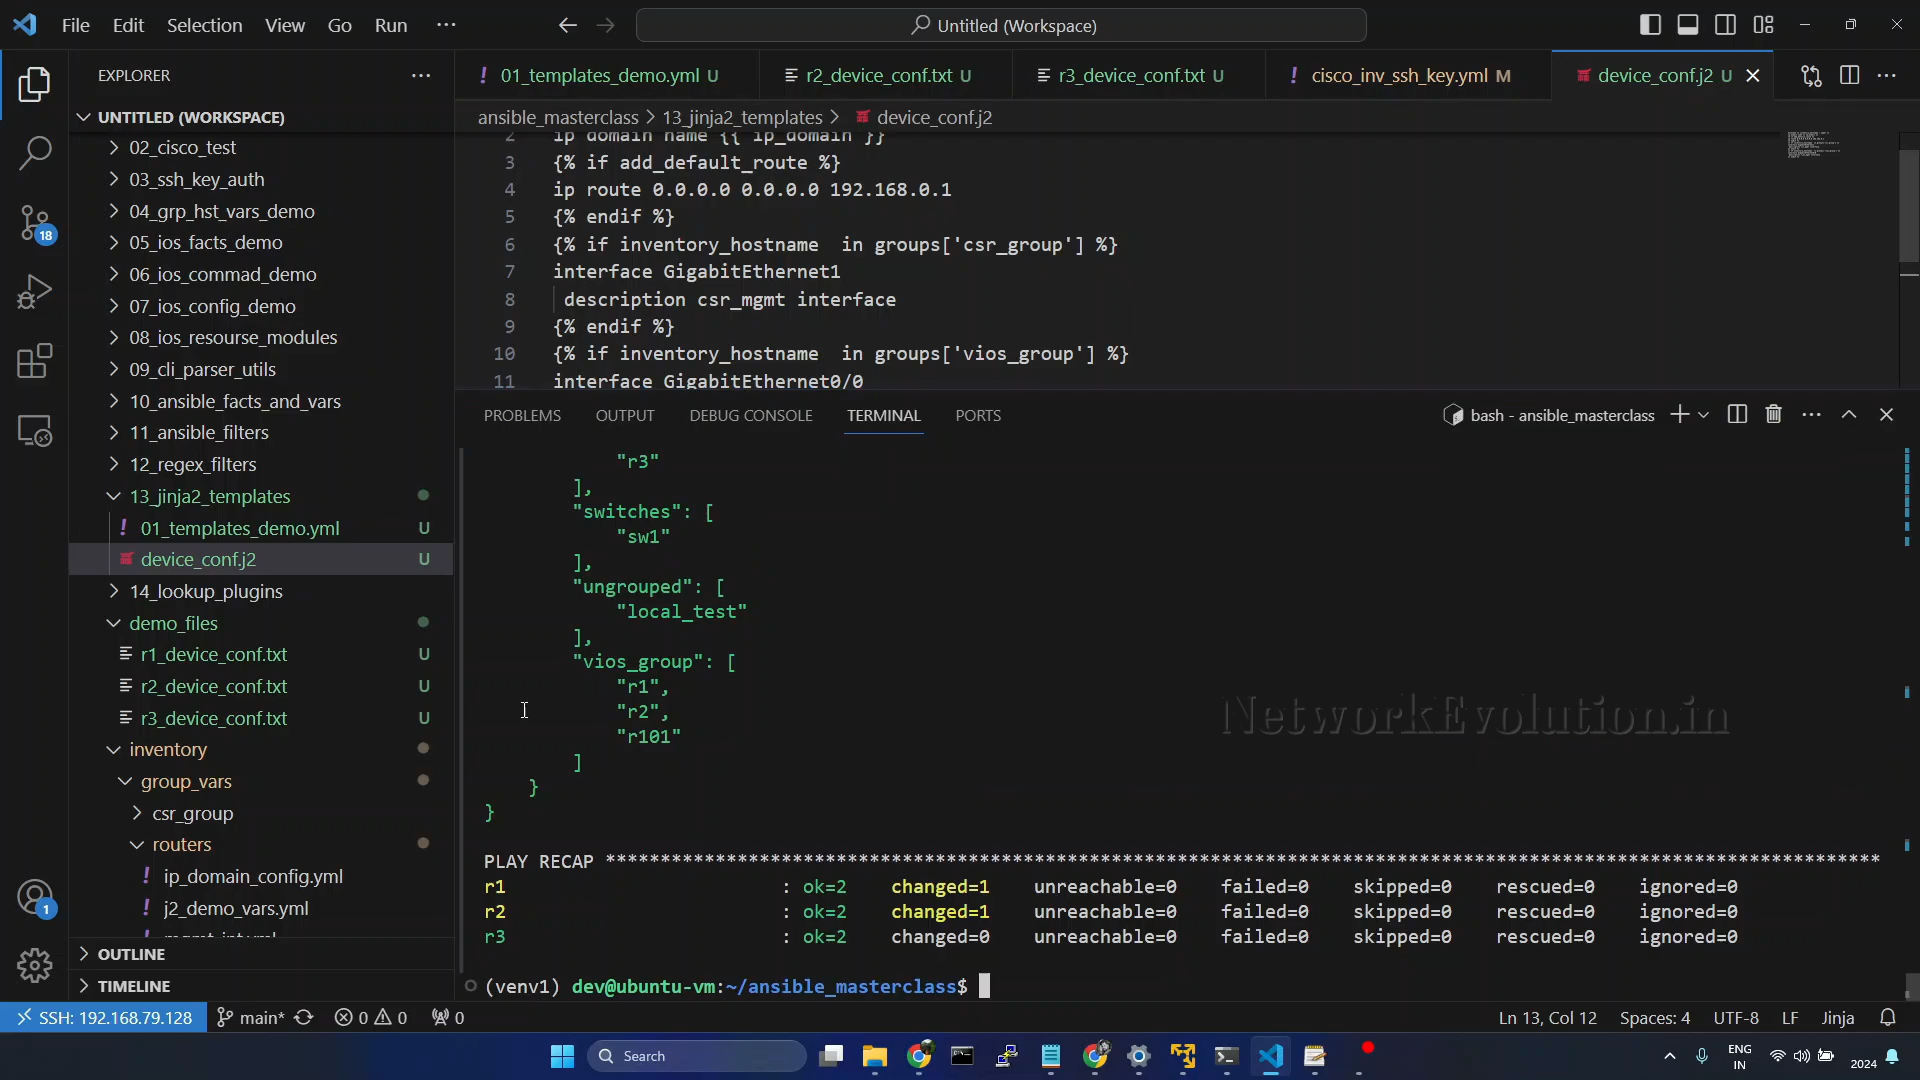 File Edit Selection View Go Run ···
Untitled (Workspace)
EXPLORER
UNTITLED (WORKSPACE)
02_cisco_test
03_ssh_key_auth
04_grp_hst_vars_demo
05_ios_facts_demo
06_ios_commad_demo
07_ios_config_demo
08_ios_resourse_modules
09_cli_parser_utils
10_ansible_facts_and_vars
11_ansible_filters
12_regex_filters
13_jinja2_templates
! 01_templates_demo.yml U
device_conf.j2 U
14_lookup_plugins
demo_files
r1_device_conf.txt U
r2_device_conf.txt U
r3_device_conf.txt U
inventory
group_vars
csr_group
routers
! ip_domain_config.yml
! j2_demo_vars.yml
OUTLINE
TIMELINE
18
1
! 01_templates_demo.yml U
r2_device_conf.txt U
r3_device_conf.txt U
! cisco_inv_ssh_key.yml M
device_conf.j2 U
ansible_masterclass > 13_jinja2_templates > device_conf.j2
2 ip domain name {{ ip_domain }}
3 {% if add_default_route %}
4 ip route 0.0.0.0 0.0.0.0 192.168.0.1
5 {% endif %}
6 {% if inventory_hostname  in groups['csr_group'] %}
7 interface GigabitEthernet1
8  description csr_mgmt interface
9 {% endif %}
10 {% if inventory_hostname  in groups['vios_group'] %}
11 interface GigabitEthernet0/0
PROBLEMS OUTPUT DEBUG CONSOLE TERMINAL PORTS
bash - ansible_masterclass
"r3"
],
"switches": [
"sw1"
],
"ungrouped": [
"local_test"
],
"vios_group": [
"r1",
"r2",
"r101"
]
}
}
NetworkEvolution.in
PLAY RECAP *******************************************************************************************************************
r1 : ok=2 changed=1 unreachable=0 failed=0 skipped=0 rescued=0 ignored=0
r2 : ok=2 changed=1 unreachable=0 failed=0 skipped=0 rescued=0 ignored=0
r3 : ok=2 changed=0 unreachable=0 failed=0 skipped=0 rescued=0 ignored=0
(venv1) dev@ubuntu-vm:~/ansible_masterclass$
SSH: 192.168.79.128 main* 0 0 0
Ln 13, Col 12 Spaces: 4 UTF-8 LF Jinja
Search
ENG
IN
2024